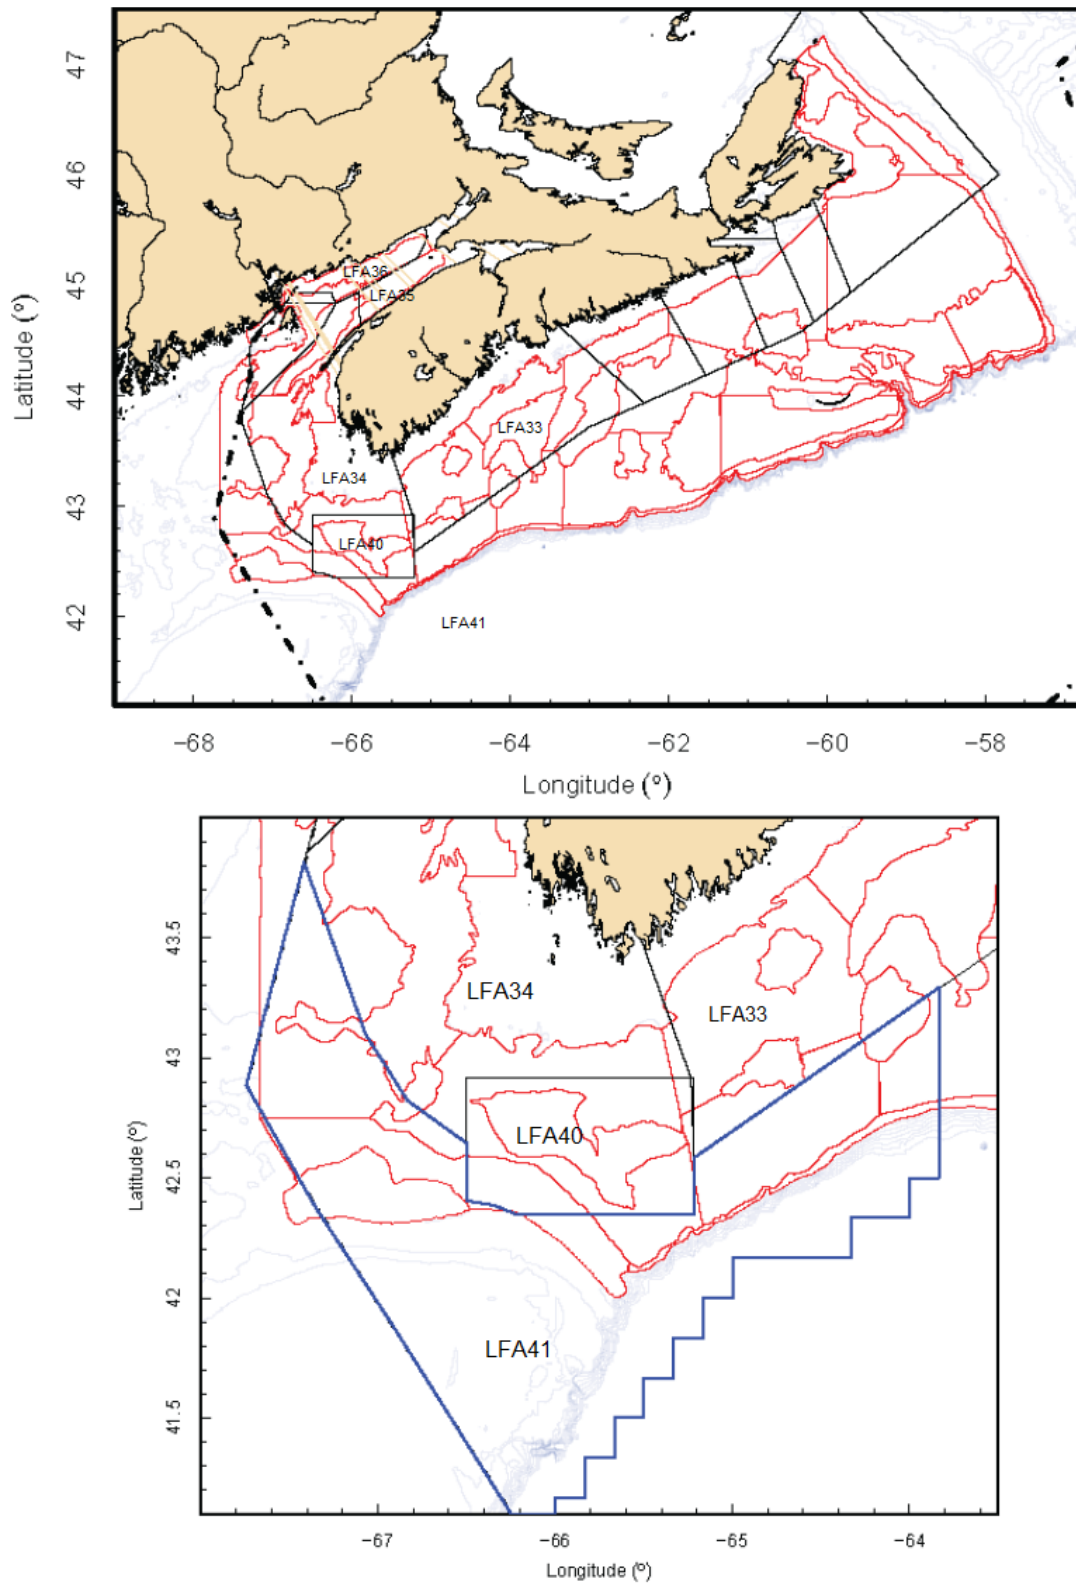 47
46
45
44
43
42
Latitude (º)
LFA36
LFA35
LFA33
LFA34
LFA40
LFA41
−68
−66
−64
−62
−60
−58
Longitude (º)
43.5
43
42.5
42
41.5
Latitude (º)
LFA34
LFA33
LFA40
LFA41
−67
−66
−65
−64
Longitude (º)